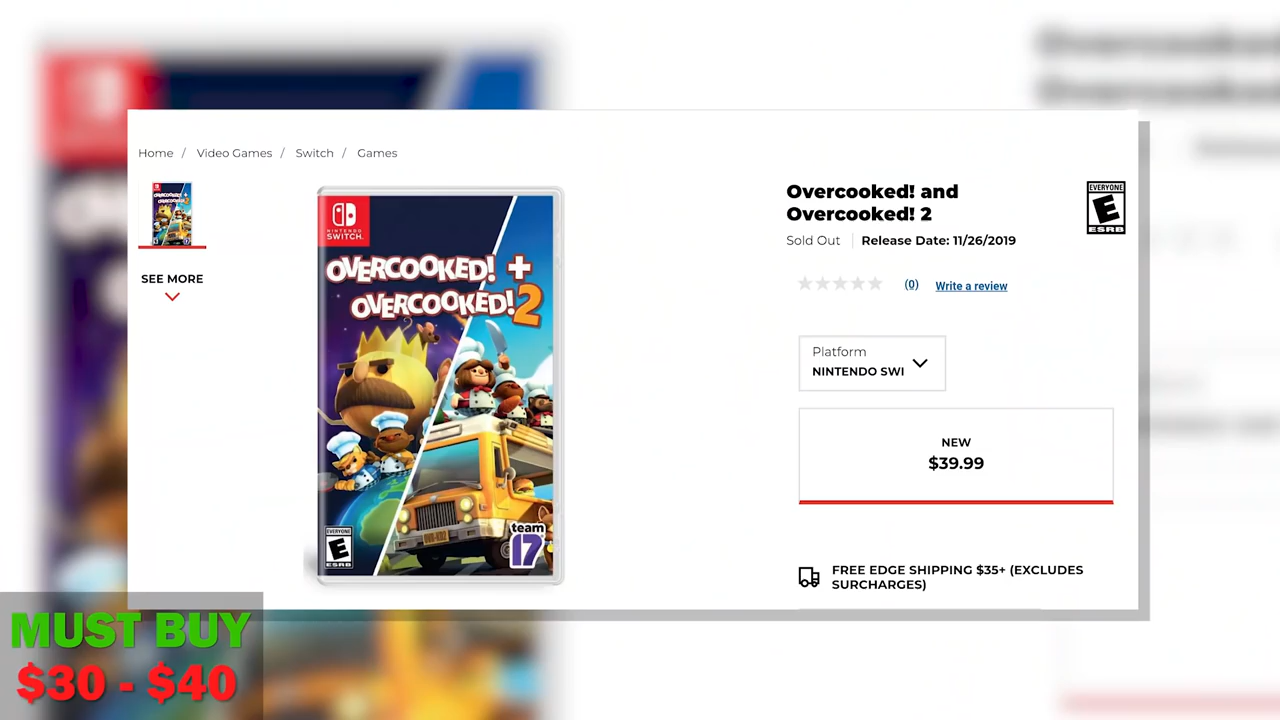 Home / Video Games / Switch / Games
SEE MORE
NINTENDO
SWITCH.
OVERCOOKED! +
OVERCOOKED! 2
EVERYONE
E
ESRB
team
17
Overcooked! and
Overcooked! 2
Sold Out
Release Date: 11/26/2019
EVERYONE
E
ESRB
(0)
Write a review
Platform
NINTENDO SWI
NEW
$39.99
FREE EDGE SHIPPING $35+ (EXCLUDES
SURCHARGES)
MUST BUY
$30 - $40